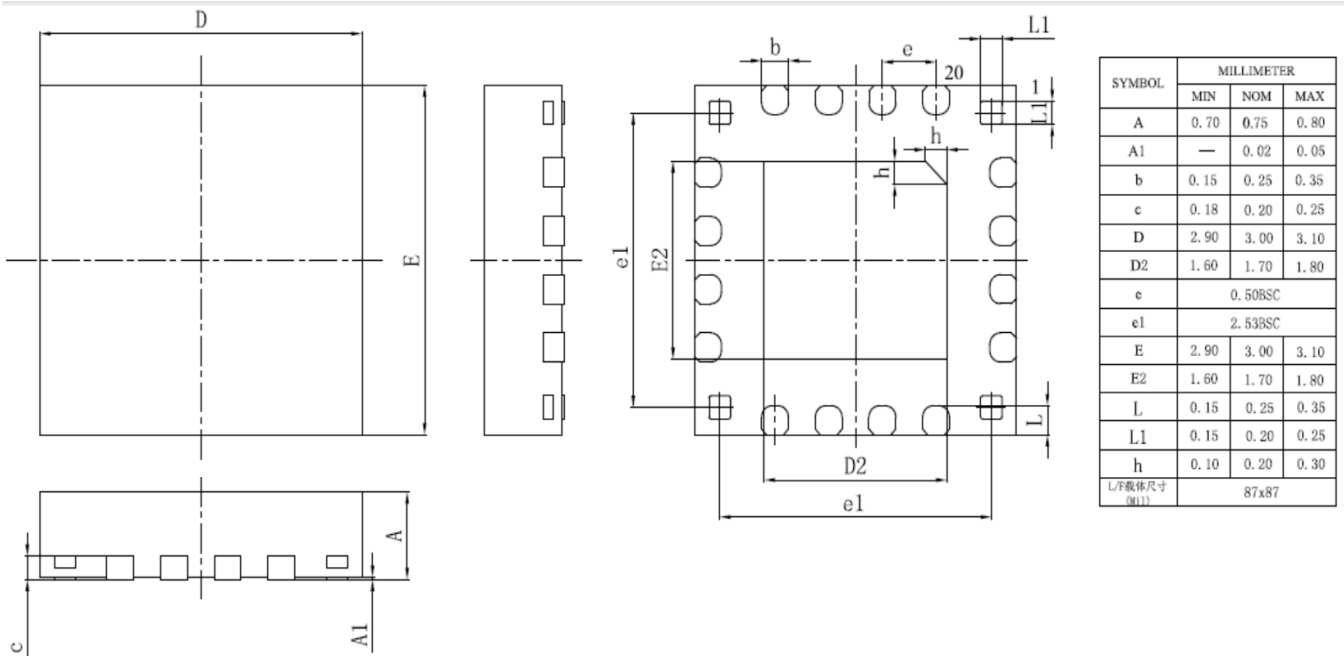 D
E
A
c
A1
b
e
20
L1
1
L1
h
h
e1
E2
L
D2
e1
SYMBOL MILLIMETER
MIN NOM MAX
A 0.70 0.75 0.80
A1 — 0.02 0.05
b 0.15 0.25 0.35
c 0.18 0.20 0.25
D 2.90 3.00 3.10
D2 1.60 1.70 1.80
e 0.50BSC
e1 2.53BSC
E 2.90 3.00 3.10
E2 1.60 1.70 1.80
L 0.15 0.25 0.35
L1 0.15 0.20 0.25
h 0.10 0.20 0.30
L/F载体尺寸 87x87
(Mil)